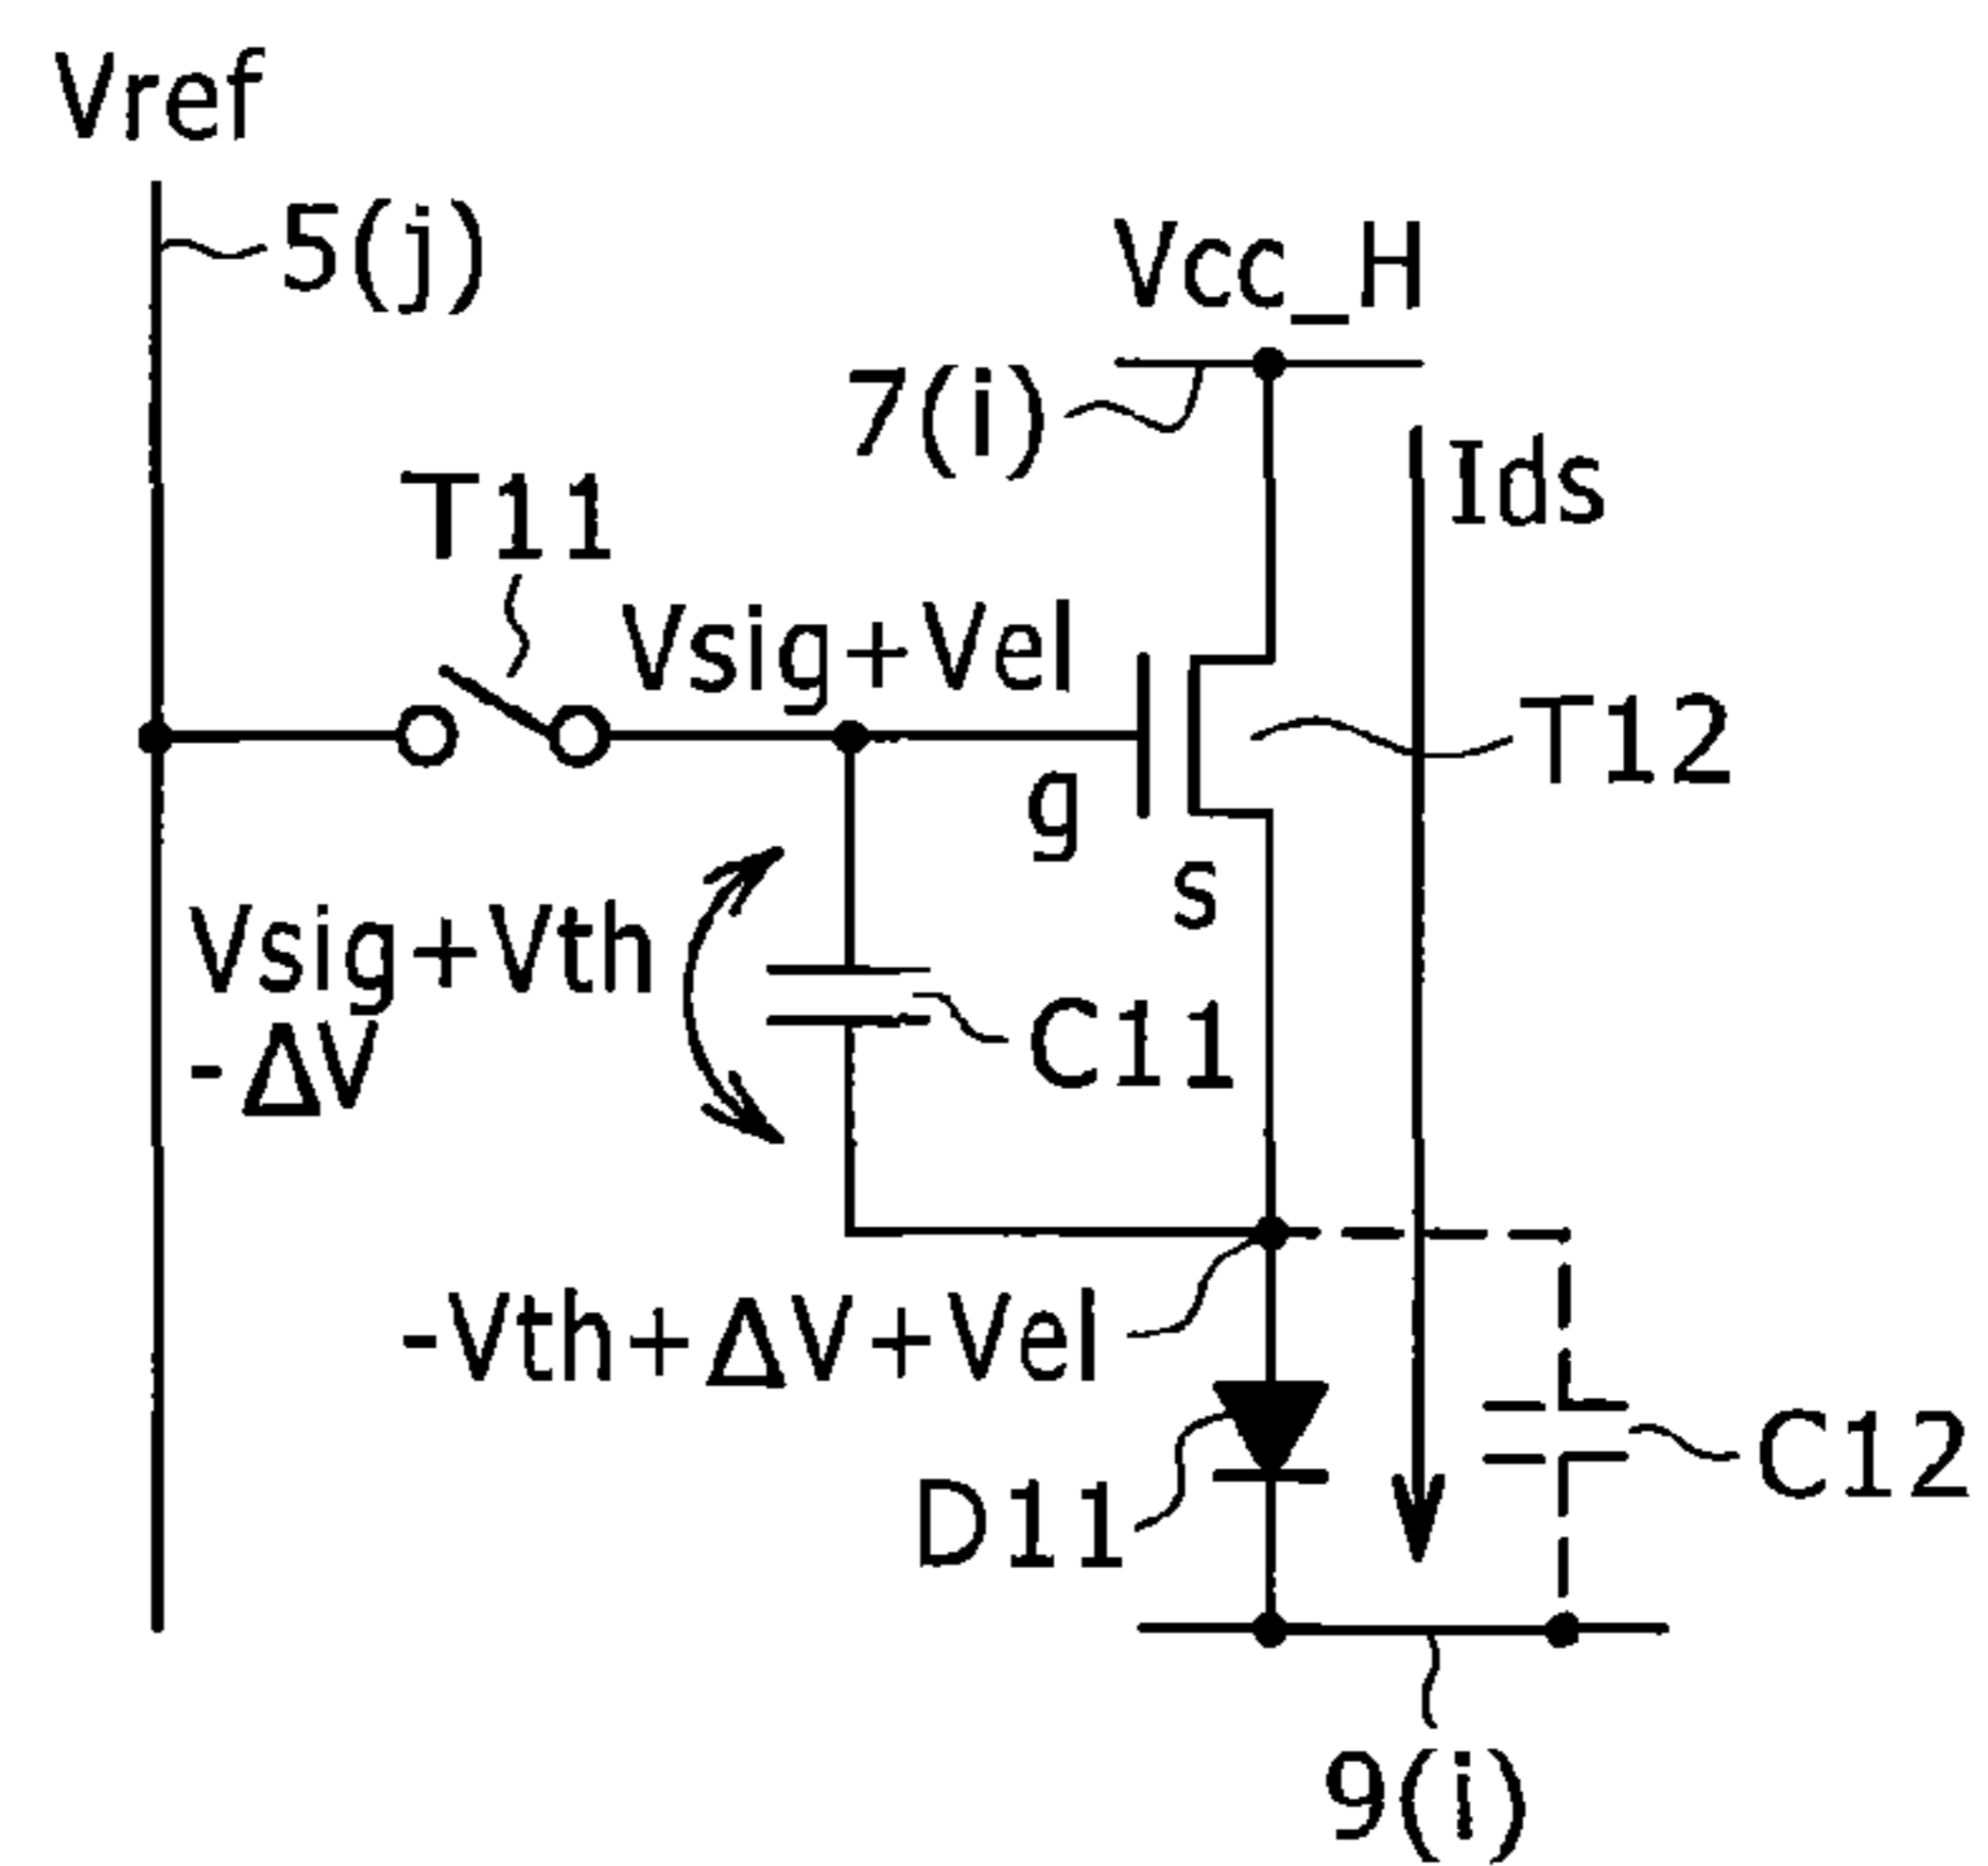 Vref
5(j)
Vcc_H
7(i)
Ids
T11
Vsig+Vel
T12
g
s
Vsig+Vth
-ΔV
C11
-Vth+ΔV+Vel
C12
D11
9(i)